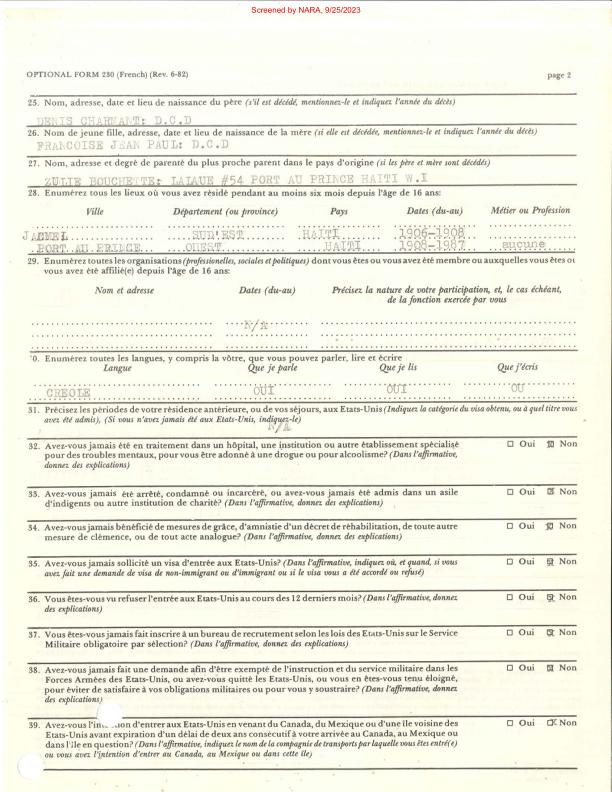 Screened by NARA, 9/25/2023
OPTIONAL FORM 230 (French) (Rev. 6-82) page 2
25. Nom, adresse, date et lieu de naissance du père (s'il est décédé, mentionnez-le et indiquez l'année du décès)
DENIS CHARMANT: D.C.D
26. Nom de jeune fille, adresse, date et lieu de naissance de la mère (si elle est décédée, mentionnez-le et indiquez l'année du décès)
FRANCOISE JEAN PAUL: D.C.D
27. Nom, adresse et degré de parenté du plus proche parent dans le pays d'origine (si les père et mère sont décédés)
ZULIE BOUCHETTE: LALAUE #54 PORT AU PRINCE HAITI W.I
28. Enumérez tous les lieux où vous avez résidé pendant au moins six mois depuis l'âge de 16 ans:
Ville Département (ou province) Pays Dates (du-au) Métier ou Profession
JACMEL SUD'EST HAITI 1906-1908
PORT AU PRINCE OUEST HAITI 1908-1987 aucune
29. Enumérez toutes les organisations (professionelles, sociales et politiques) dont vous êtes ou vous avez été membre ou auxquelles vous êtes ou
vous avez été affilié(e) depuis l'âge de 16 ans:
Nom et adresse Dates (du-au) Précisez la nature de votre participation, et, le cas échéant,
de la fonction exercée par vous
N/A
0. Enumérez toutes les langues, y compris la vôtre, que vous pouvez parler, lire et écrire
Langue Que je parle Que je lis Que j'écris
CREOLE OUI OUI OU
31. Précisez les périodes de votre résidence antérieure, ou de vos séjours, aux Etats-Unis (Indiquez la catégorie du visa obtenu, ou à quel titre vous
avez été admis), (Si vous n'avez jamais été aux Etats-Unis, indiquez-le)
N/A
32. Avez-vous jamais été en traitement dans un hôpital, une institution ou autre établissement spécialisé Oui Non
pour des troubles mentaux, pour vous être adonné à une drogue ou pour alcoolisme? (Dans l'affirmative,
donnez des explications)
33. Avez-vous jamais été arrêté, condamné ou incarcéré, ou avez-vous jamais été admis dans un asile Oui Non
d'indigents ou autre institution de charité? (Dans l'affirmative, donnez des explications)
34. Avez-vous jamais bénéficié de mesures de grâce, d'amnistie d'un décret de réhabilitation, de toute autre Oui Non
mesure de clémence, ou de tout acte analogue? (Dans l'affirmative, donnez des explications)
35. Avez-vous jamais sollicité un visa d'entrée aux Etats-Unis? (Dans l'affirmative, indiquez où, et quand, si vous Oui Non
avez fait une demande de visa de non-immigrant ou d'immigrant ou si le visa vous a été accordé ou refusé)
36. Vous êtes-vous vu refuser l'entrée aux Etats-Unis au cours des 12 derniers mois? (Dans l'affirmative, donnez Oui Non
des explications)
37. Vous êtes-vous jamais fait inscrire à un bureau de recrutement selon les lois des Etats-Unis sur le Service Oui Non
Militaire obligatoire par sélection? (Dans l'affirmative, donnez des explications)
38. Avez-vous jamais fait une demande afin d'être exempté de l'instruction et du service militaire dans les Oui Non
Forces Armées des Etats-Unis, ou avez-vous quitté les Etats-Unis, ou vous en êtes-vous tenu éloigné,
pour éviter de satisfaire à vos obligations militaires ou pour vous y soustraire? (Dans l'affirmative, donnez
des explications)
39. Avez-vous d'entrer aux Etats-Unis en venant du Canada, du Mexique ou d'une île voisine des Oui Non
Etats-Unis avant expiration d'un délai de deux ans consécutif à votre arrivée au Canada, au Mexique ou
dans l'île en question? (Dans l'affirmative, indiquez le nom de la compagnie de transports par laquelle vous êtes entré(e)
ou vous avez l'intention d'entrer au Canada, au Mexique ou dans cette île)